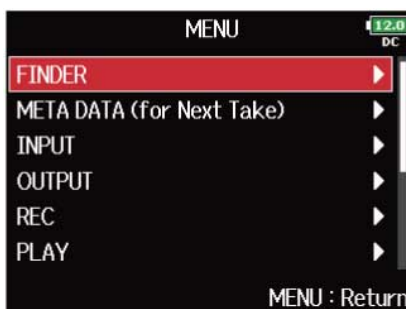 MENU
12.0
DC
FINDER
META DATA (for Next Take)
INPUT
OUTPUT
REC
PLAY
MENU : Return